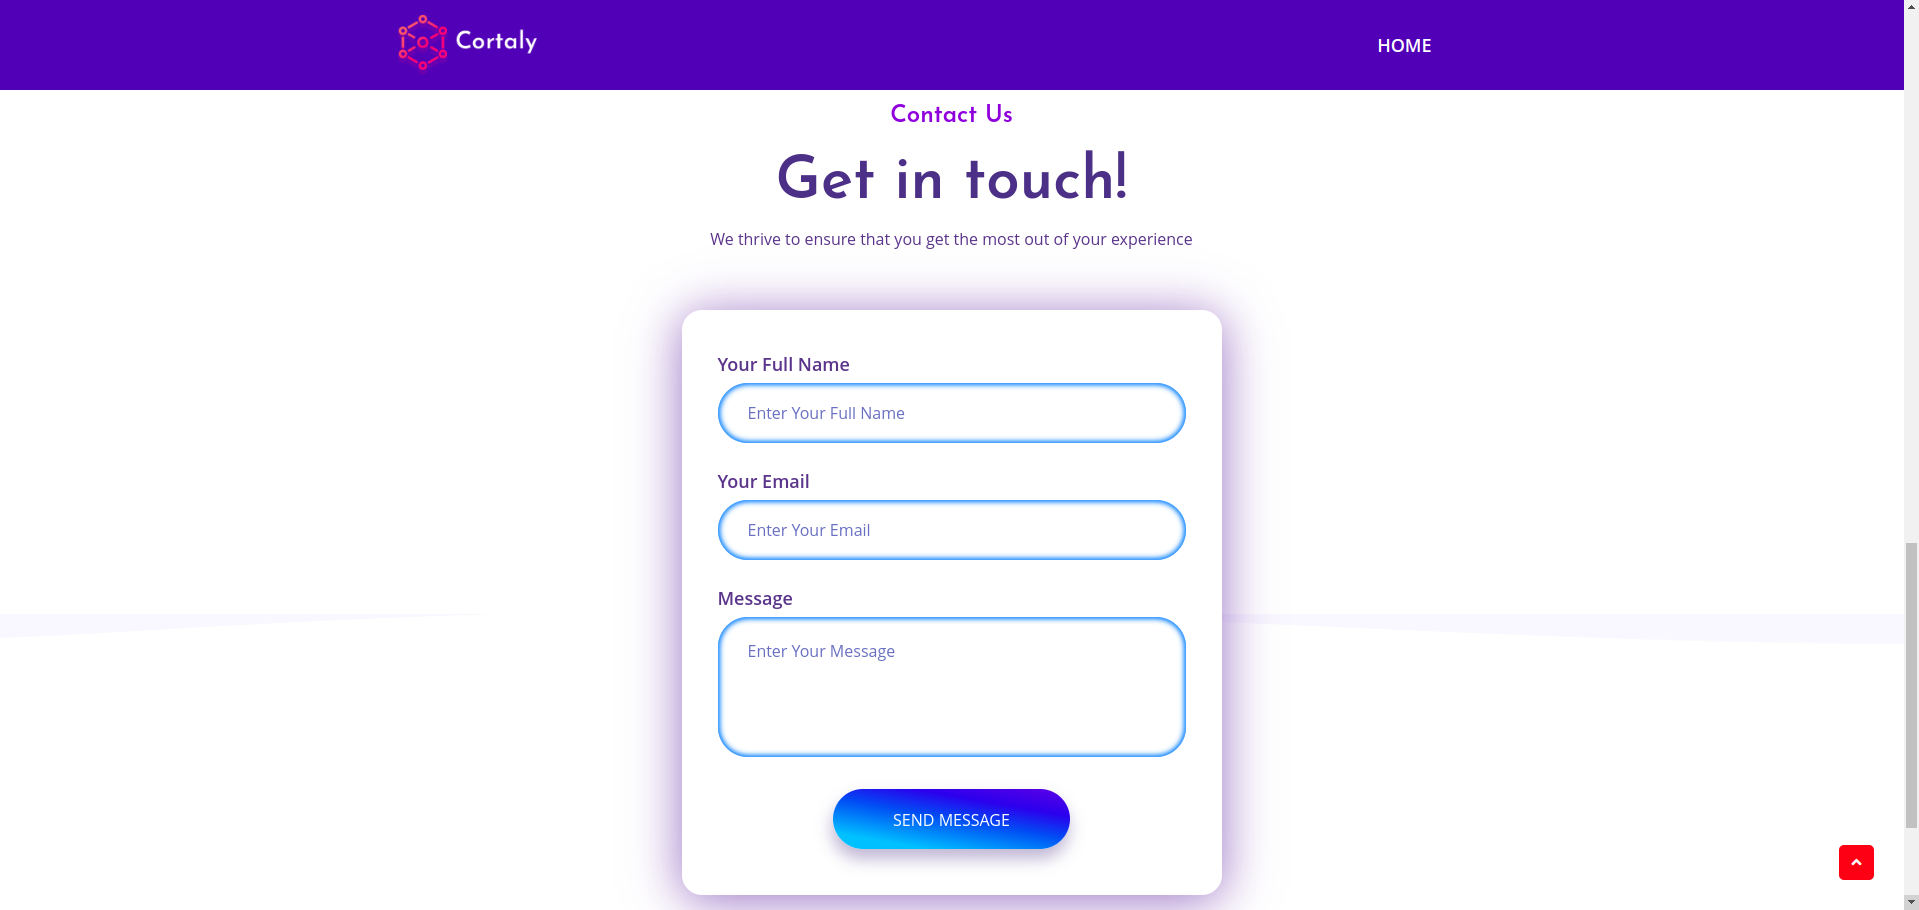 Cortaly
HOME
Contact Us
Get in touch!
We thrive to ensure that you get the most out of your experience
Your Full Name
Enter Your Full Name
Your Email
Enter Your Email
Message
Enter Your Message
SEND MESSAGE